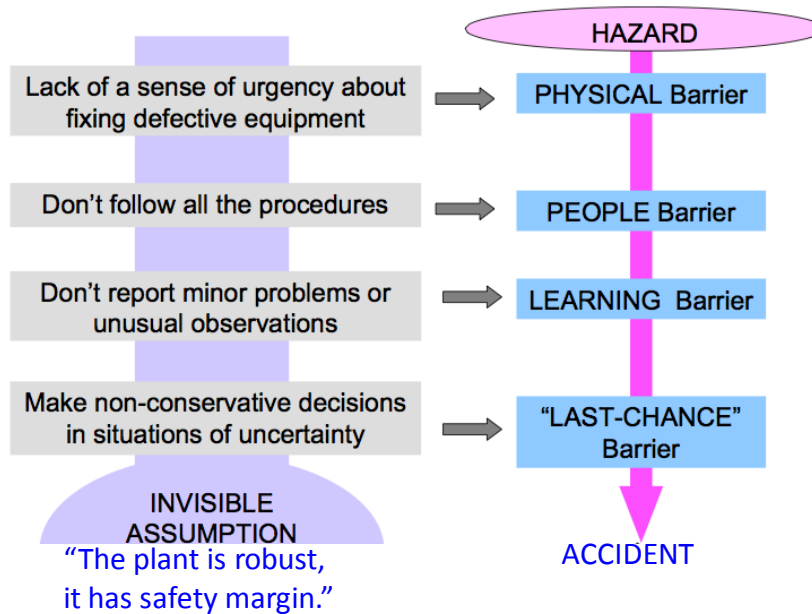 HAZARD
Lack of a sense of urgency about
fixing defective equipment
PHYSICAL Barrier
Don’t follow all the procedures
PEOPLE Barrier
Don’t report minor problems or
unusual observations
LEARNING Barrier
Make non-conservative decisions
in situations of uncertainty
“LAST-CHANCE”
Barrier
INVISIBLE
ASSUMPTION
“The plant is robust,
it has safety margin.”
ACCIDENT